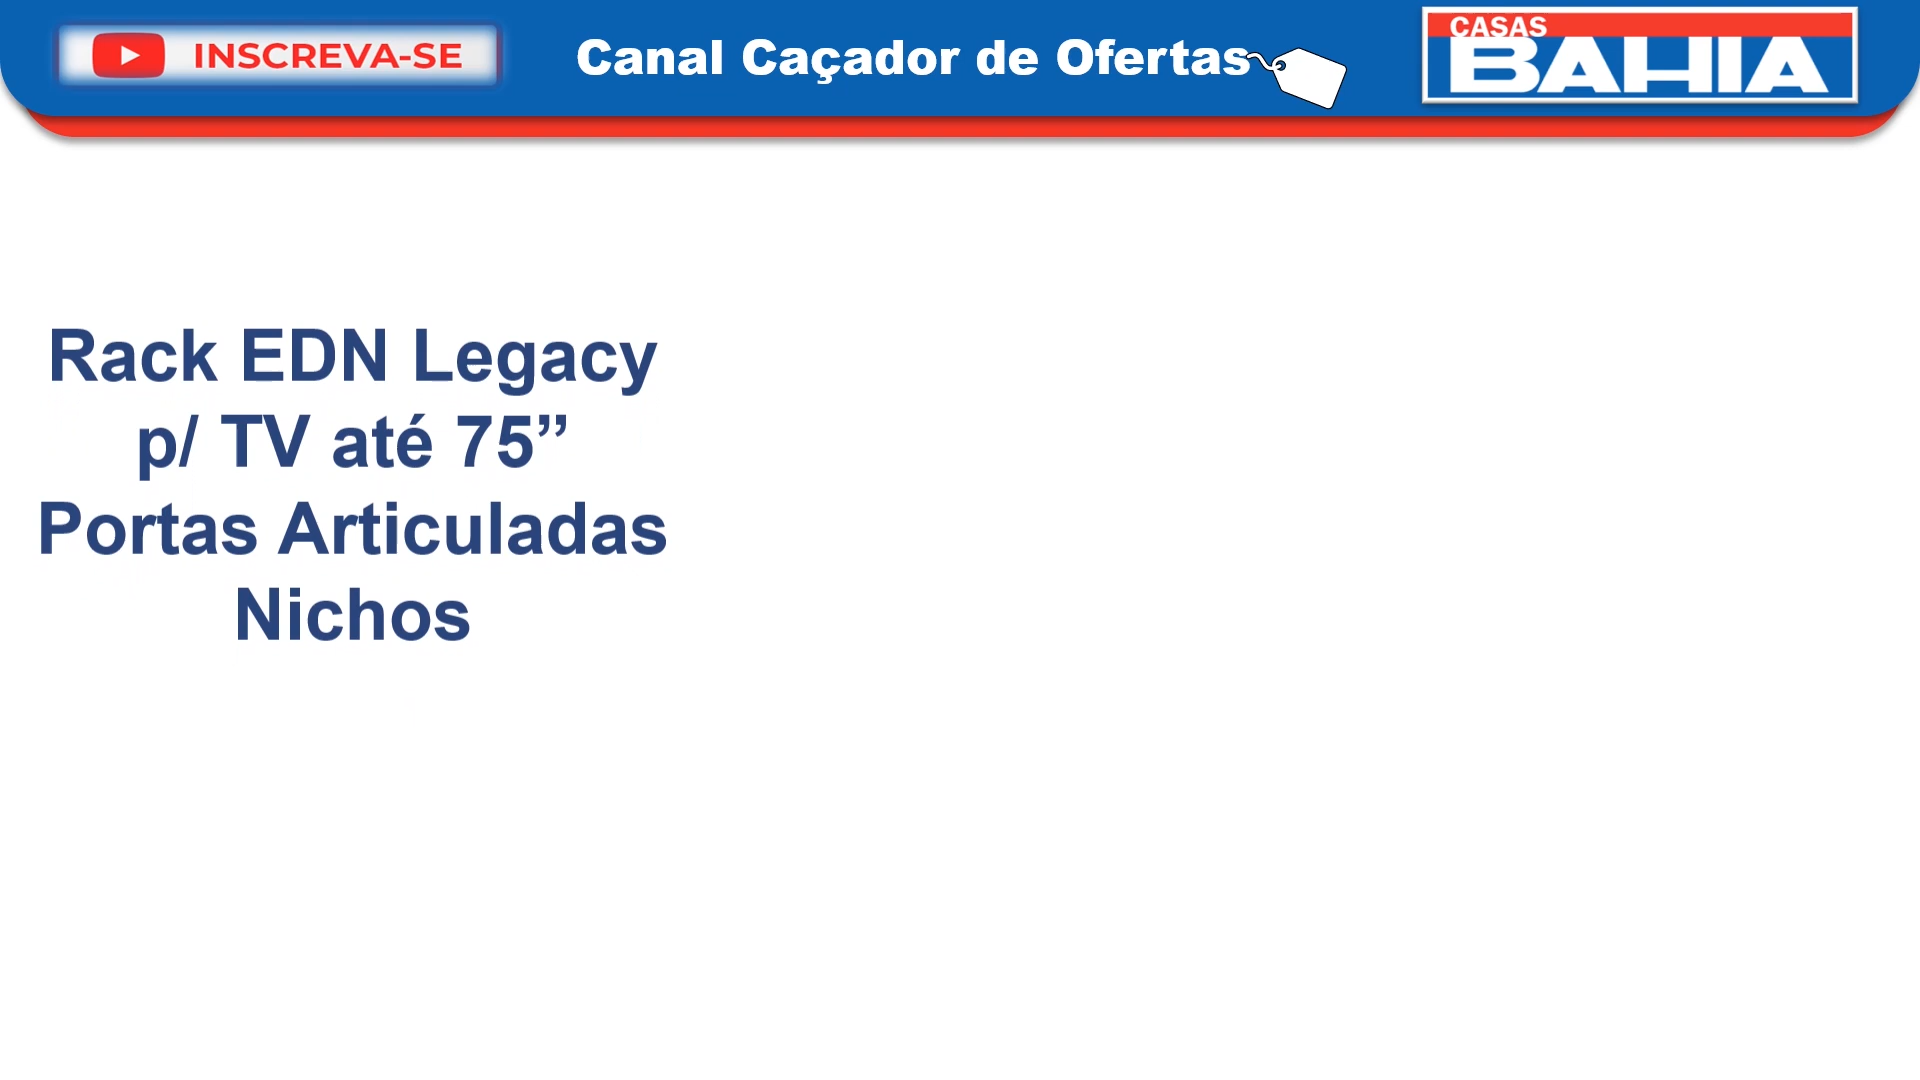 INSCREVA-SE
Canal Caçador de Ofertas
CASAS
BAHIA
Rack EDN Legacy
p/ TV até 75”
Portas Articuladas
Nichos